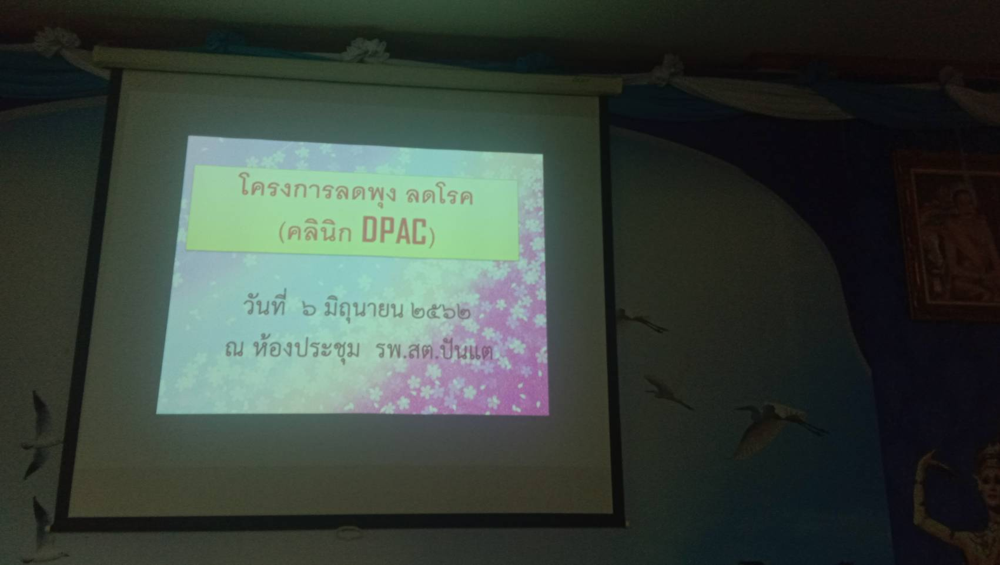 โครงการลดพุง ลดโรค
(คลินิก DPAC)
วันที่ ๖ มิถุนายน ๒๕๖๒
ณ ห้องประชุม รพ.สต.ปันแต